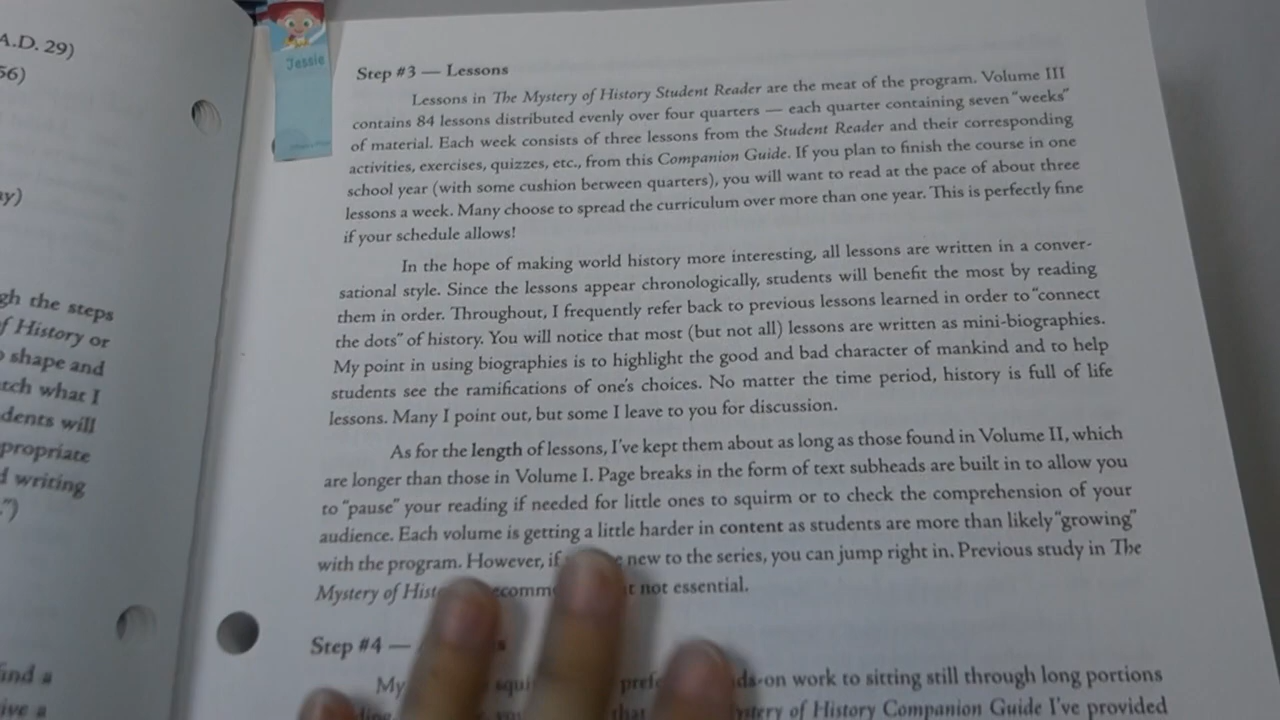 A.D. 29)
56)
ay)
gh the steps
of History or
shape and
tch what I
dents will
propriate
writing
.")
find a
ive a
Jessie
Step #3 — Lessons
Lessons in The Mystery of History Student Reader are the meat of the program. Volume III
contains 84 lessons distributed evenly over four quarters — each quarter containing seven "weeks"
of material. Each week consists of three lessons from the Student Reader and their corresponding
activities, exercises, quizzes, etc., from this Companion Guide. If you plan to finish the course in one
school year (with some cushion between quarters), you will want to read at the pace of about three
lessons a week. Many choose to spread the curriculum over more than one year. This is perfectly fine
if your schedule allows!
In the hope of making world history more interesting, all lessons are written in a conver-
sational style. Since the lessons appear chronologically, students will benefit the most by reading
them in order. Throughout, I frequently refer back to previous lessons learned in order to "connect
the dots" of history. You will notice that most (but not all) lessons are written as mini-biographies.
My point in using biographies is to highlight the good and bad character of mankind and to help
students see the ramifications of one's choices. No matter the time period, history is full of life
lessons. Many I point out, but some I leave to you for discussion.
As for the length of lessons, I've kept them about as long as those found in Volume II, which
are longer than those in Volume I. Page breaks in the form of text subheads are built in to allow you
to "pause" your reading if needed for little ones to squirm or to check the comprehension of your
audience. Each volume is getting a little harder in content as students are more than likely "growing"
with the program. However, if new to the series, you can jump right in. Previous study in The
Mystery of Hist ecomm t not essential.
Step #4 —
My squi prefe ds-on work to sitting still through long portions
that stery of History Companion Guide I've provided